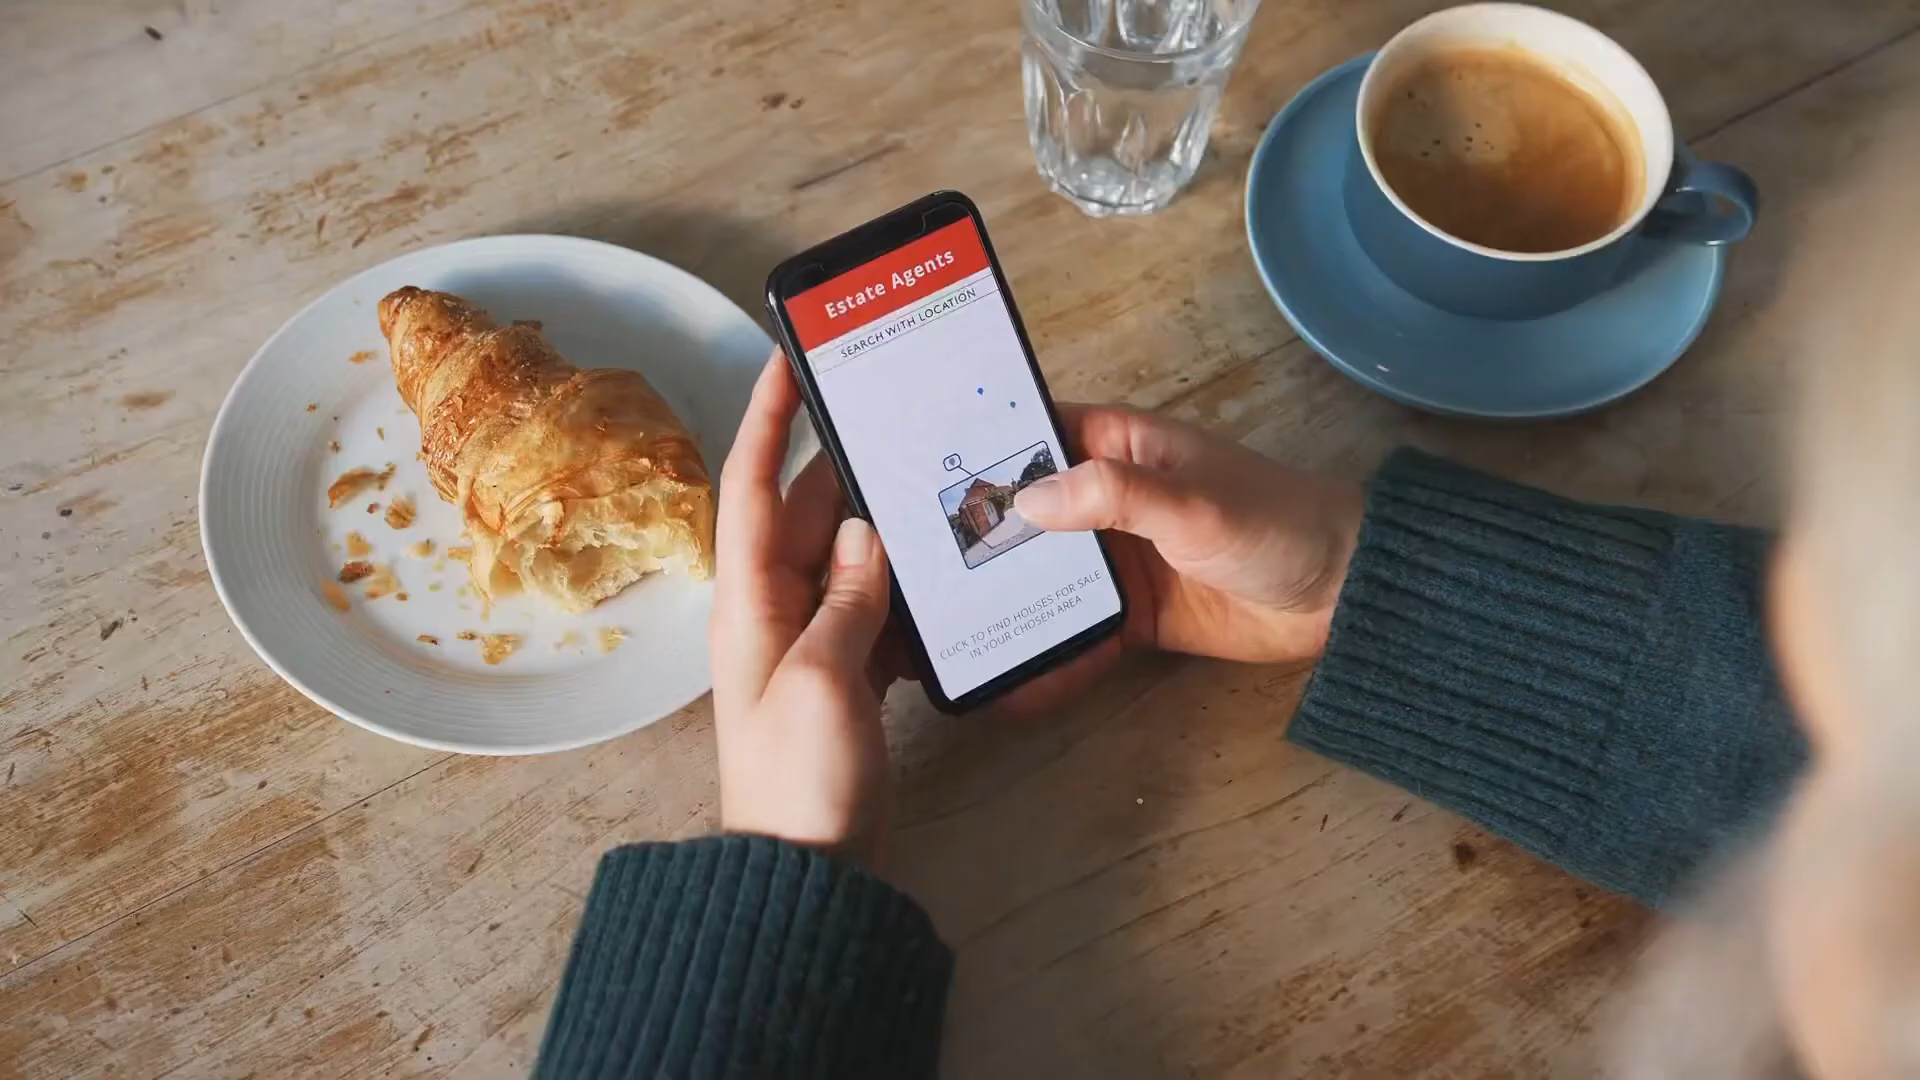 Estate Agents
SEARCH WITH LOCATION
CLICK TO FIND HOUSES FOR SALE
IN YOUR CHOSEN AREA